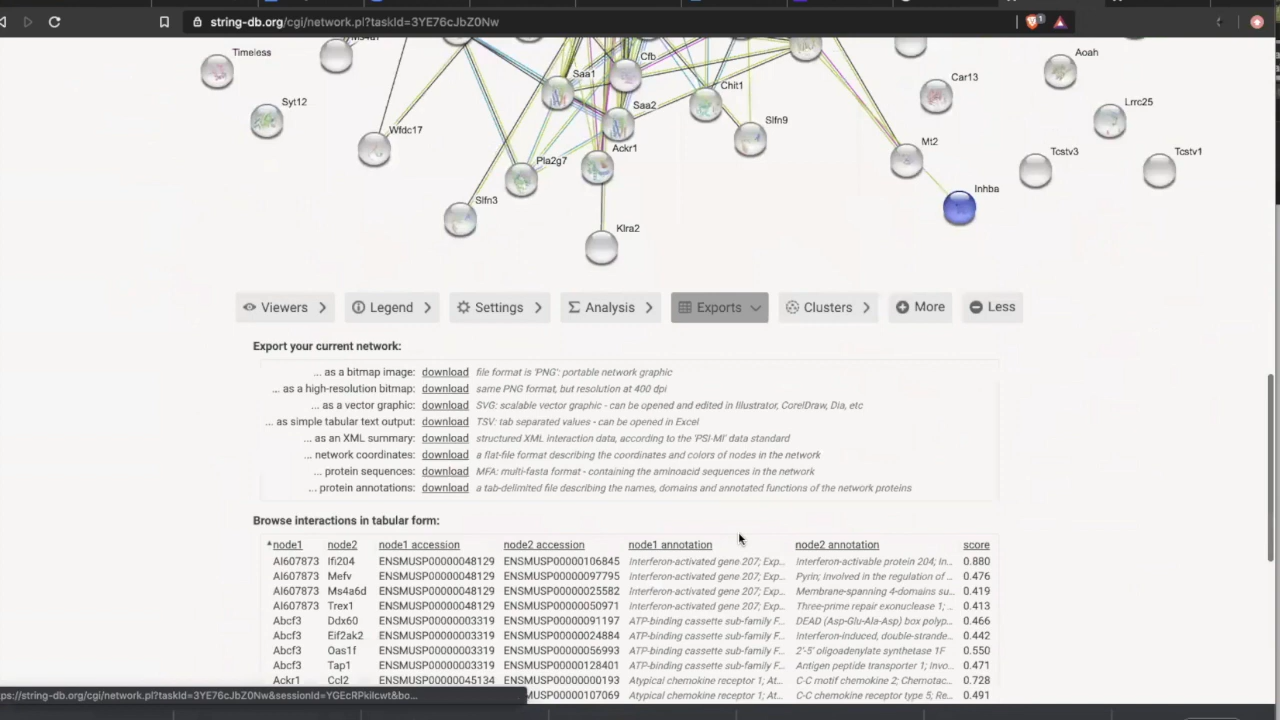 string-db.org/cgi/network.pl?taskId=3YE76cJbZ0Nw
1
Timeless
Cfb
Aoah
Saa1
Chit1
Car13
Syt12
Saa2
Lrrc25
Slfn9
Wfdc17
Ackr1
Mt2
Tcstv3
Tcstv1
Pla2g7
Inhba
Slfn3
Klra2
Viewers
Legend
Settings
Analysis
Exports
Clusters
More
Less
Export your current network:
... as a bitmap image: download file format is 'PNG': portable network graphic
... as a high-resolution bitmap: download same PNG format, but resolution at 400 dpi
... as a vector graphic: download SVG: scalable vector graphic - can be opened and edited in Illustrator, CorelDraw, Dia, etc
... as simple tabular text output: download TSV: tab separated values - can be opened in Excel
... as an XML summary: download structured XML interaction data, according to the 'PSI-MI' data standard
... network coordinates: download a flat-file format describing the coordinates and colors of nodes in the network
... protein sequences: download MFA: multi-fasta format - containing the aminoacid sequences in the network
... protein annotations: download a tab-delimited file describing the names, domains and annotated functions of the network proteins
Browse interactions in tabular form:
node1 node2 node1 accession node2 accession node1 annotation node2 annotation score
AI607873 Ifi204 ENSMUSP00000048129 ENSMUSP00000106845 Interferon-activated gene 207; Exp... Interferon-activable protein 204; In... 0.880
AI607873 Mefv ENSMUSP00000048129 ENSMUSP00000097795 Interferon-activated gene 207; Exp... Pyrin; Involved in the regulation of ... 0.476
AI607873 Ms4a6d ENSMUSP00000048129 ENSMUSP00000025582 Interferon-activated gene 207; Exp... Membrane-spanning 4-domains su... 0.419
AI607873 Trex1 ENSMUSP00000048129 ENSMUSP00000050971 Interferon-activated gene 207; Exp... Three-prime repair exonuclease 1; ... 0.413
Abcf3 Ddx60 ENSMUSP00000003319 ENSMUSP00000091197 ATP-binding cassette sub-family F... DEAD (Asp-Glu-Ala-Asp) box polyp... 0.466
Abcf3 Eif2ak2 ENSMUSP00000003319 ENSMUSP00000024884 ATP-binding cassette sub-family F... Interferon-induced, double-strande... 0.442
Abcf3 Oas1f ENSMUSP00000003319 ENSMUSP00000056993 ATP-binding cassette sub-family F... 2'-5' oligoadenylate synthetase 1F 0.550
Abcf3 Tap1 ENSMUSP00000003319 ENSMUSP00000128401 ATP-binding cassette sub-family F... Antigen peptide transporter 1; Invo... 0.471
Ackr1 Ccl2 ENSMUSP00000045134 ENSMUSP00000000193 Atypical chemokine receptor 1; At... C-C motif chemokine 2; Chemotac... 0.728
ENSMUSP00000107069 Atypical chemokine receptor 1; At... C-C chemokine receptor type 5; Re... 0.491
ps://string-db.org/cgi/network.pl?taskId=3YE76cJbZ0Nw&sessionId=YGEcRPkiIcwt&bo...